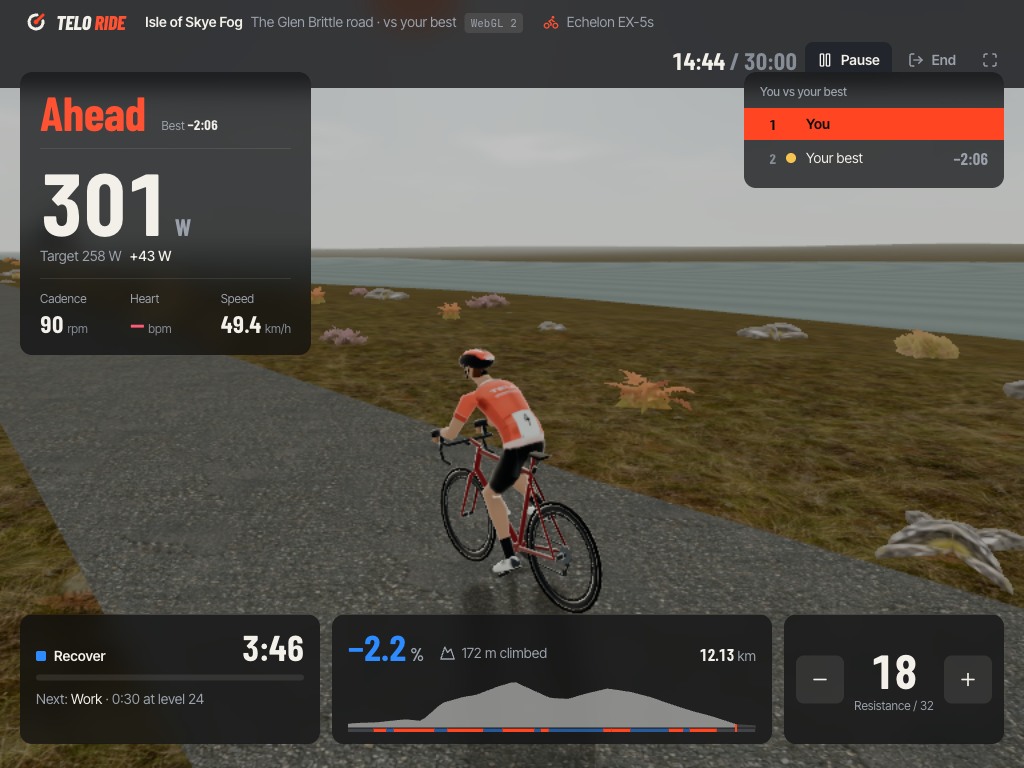 TELO RIDE Isle of Skye Fog The Glen Brittle road · vs your best WebGL 2 Echelon EX-5s
14:44 / 30:00 Pause End
Ahead Best −2:06
301 W
Target 258 W +43 W
Cadence Heart Speed
90 rpm – bpm 49.4 km/h
You vs your best
1 You
2 Your best −2:06
Recover 3:46
Next: Work · 0:30 at level 24
−2.2 % 172 m climbed 12.13 km
− 18 +
Resistance / 32